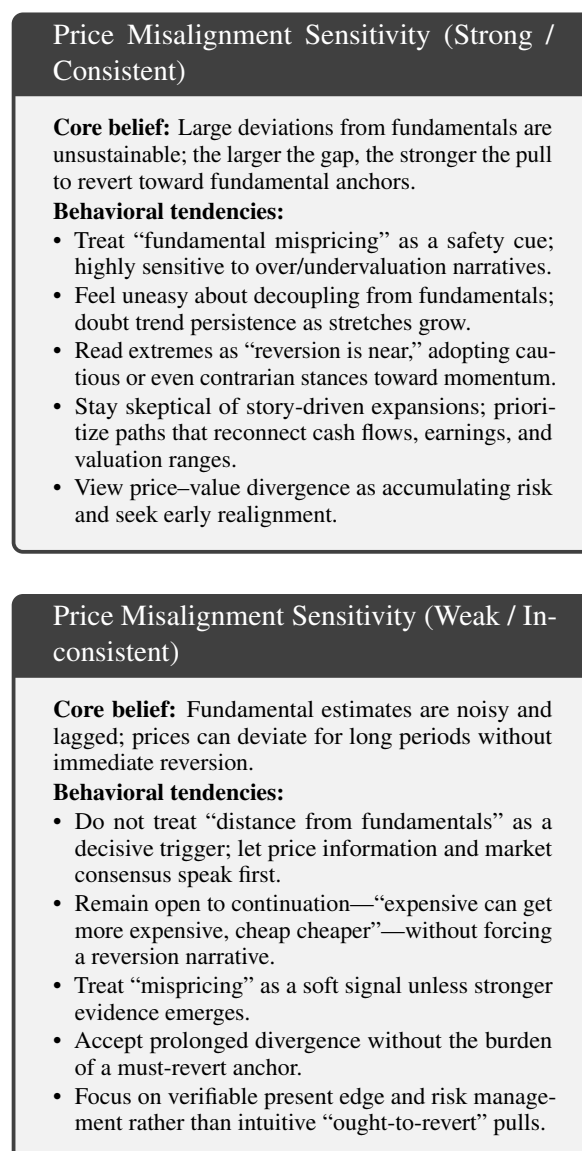 Price Misalignment Sensitivity (Strong /
Consistent)
Core belief: Large deviations from fundamentals are
unsustainable; the larger the gap, the stronger the pull
to revert toward fundamental anchors.
Behavioral tendencies:
• Treat “fundamental mispricing” as a safety cue;
highly sensitive to over/undervaluation narratives.
• Feel uneasy about decoupling from fundamentals;
doubt trend persistence as stretches grow.
• Read extremes as “reversion is near,” adopting cau-
tious or even contrarian stances toward momentum.
• Stay skeptical of story-driven expansions; priori-
tize paths that reconnect cash flows, earnings, and
valuation ranges.
• View price–value divergence as accumulating risk
and seek early realignment.
Price Misalignment Sensitivity (Weak / In-
consistent)
Core belief: Fundamental estimates are noisy and
lagged; prices can deviate for long periods without
immediate reversion.
Behavioral tendencies:
• Do not treat “distance from fundamentals” as a
decisive trigger; let price information and market
consensus speak first.
• Remain open to continuation—“expensive can get
more expensive, cheap cheaper”—without forcing
a reversion narrative.
• Treat “mispricing” as a soft signal unless stronger
evidence emerges.
• Accept prolonged divergence without the burden
of a must-revert anchor.
• Focus on verifiable present edge and risk manage-
ment rather than intuitive “ought-to-revert” pulls.